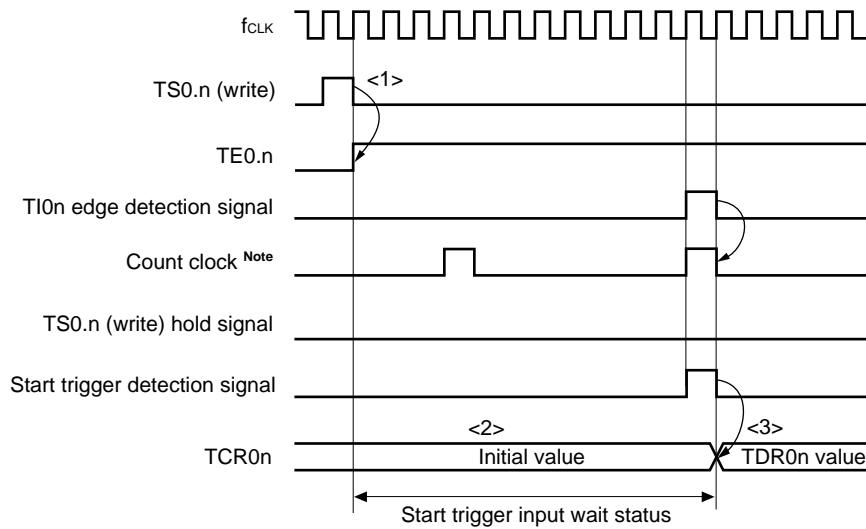 fCLK
TS0.n (write)
<1>
TE0.n
TI0n edge detection signal
Count clock Note
TS0.n (write) hold signal
Start trigger detection signal
<2>
<3>
TCR0n
Initial value
TDR0n value
Start trigger input wait status